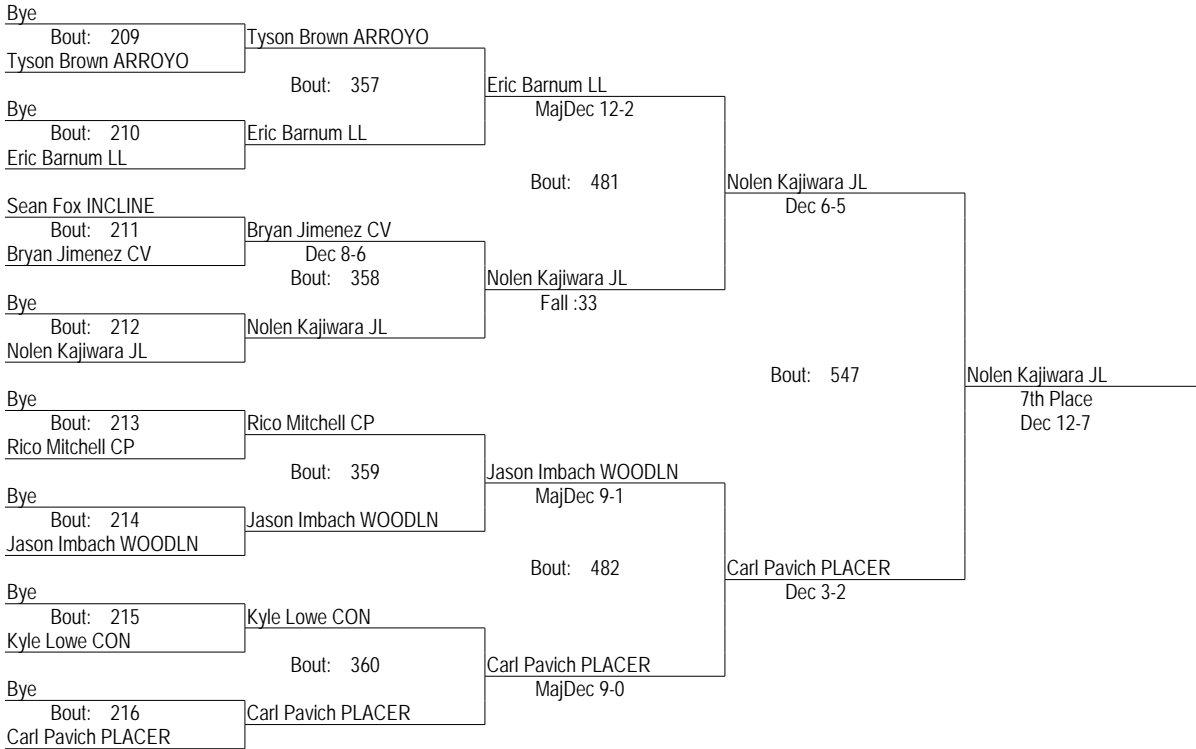 Bye
Bout: 209
Tyson Brown ARROYO
Tyson Brown ARROYO
Bout: 357
Eric Barnum LL
MajDec 12-2
Bye
Bout: 210
Eric Barnum LL
Eric Barnum LL
Bout: 481
Nolen Kajiwara JL
Dec 6-5
Sean Fox INCLINE
Bout: 211
Bryan Jimenez CV
Bryan Jimenez CV
Dec 8-6
Bout: 358
Nolen Kajiwara JL
Fall :33
Bye
Bout: 212
Nolen Kajiwara JL
Nolen Kajiwara JL
Bout: 547
Nolen Kajiwara JL
7th Place
Dec 12-7
Bye
Bout: 213
Rico Mitchell CP
Rico Mitchell CP
Bout: 359
Jason Imbach WOODLN
MajDec 9-1
Bye
Bout: 214
Jason Imbach WOODLN
Jason Imbach WOODLN
Bout: 482
Carl Pavich PLACER
Dec 3-2
Bye
Bout: 215
Kyle Lowe CON
Kyle Lowe CON
Bout: 360
Carl Pavich PLACER
MajDec 9-0
Bye
Bout: 216
Carl Pavich PLACER
Carl Pavich PLACER